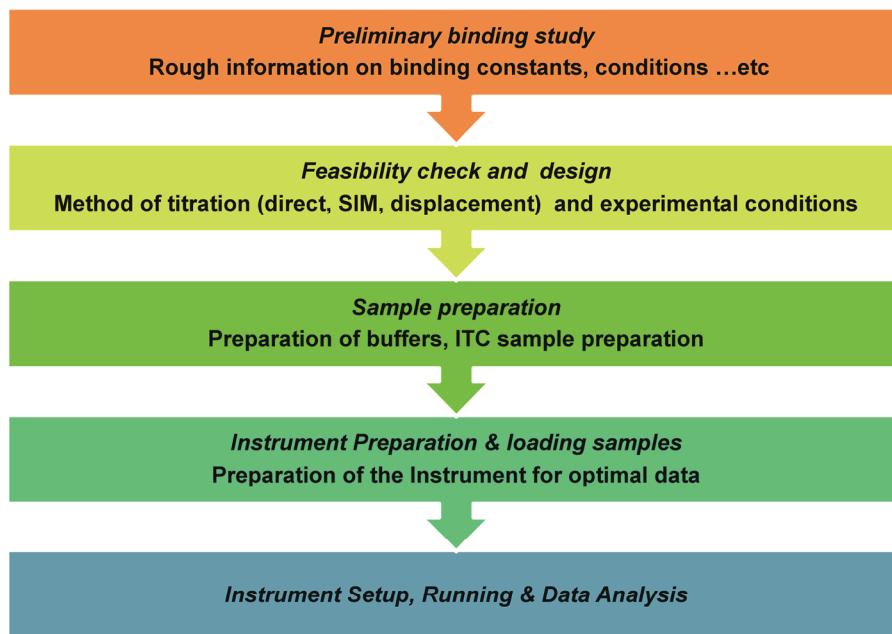 Preliminary binding study
Rough information on binding constants, conditions …etc
Feasibility check and design
Method of titration (direct, SIM, displacement) and experimental conditions
Sample preparation
Preparation of buffers, ITC sample preparation
Instrument Preparation & loading samples
Preparation of the Instrument for optimal data
Instrument Setup, Running & Data Analysis